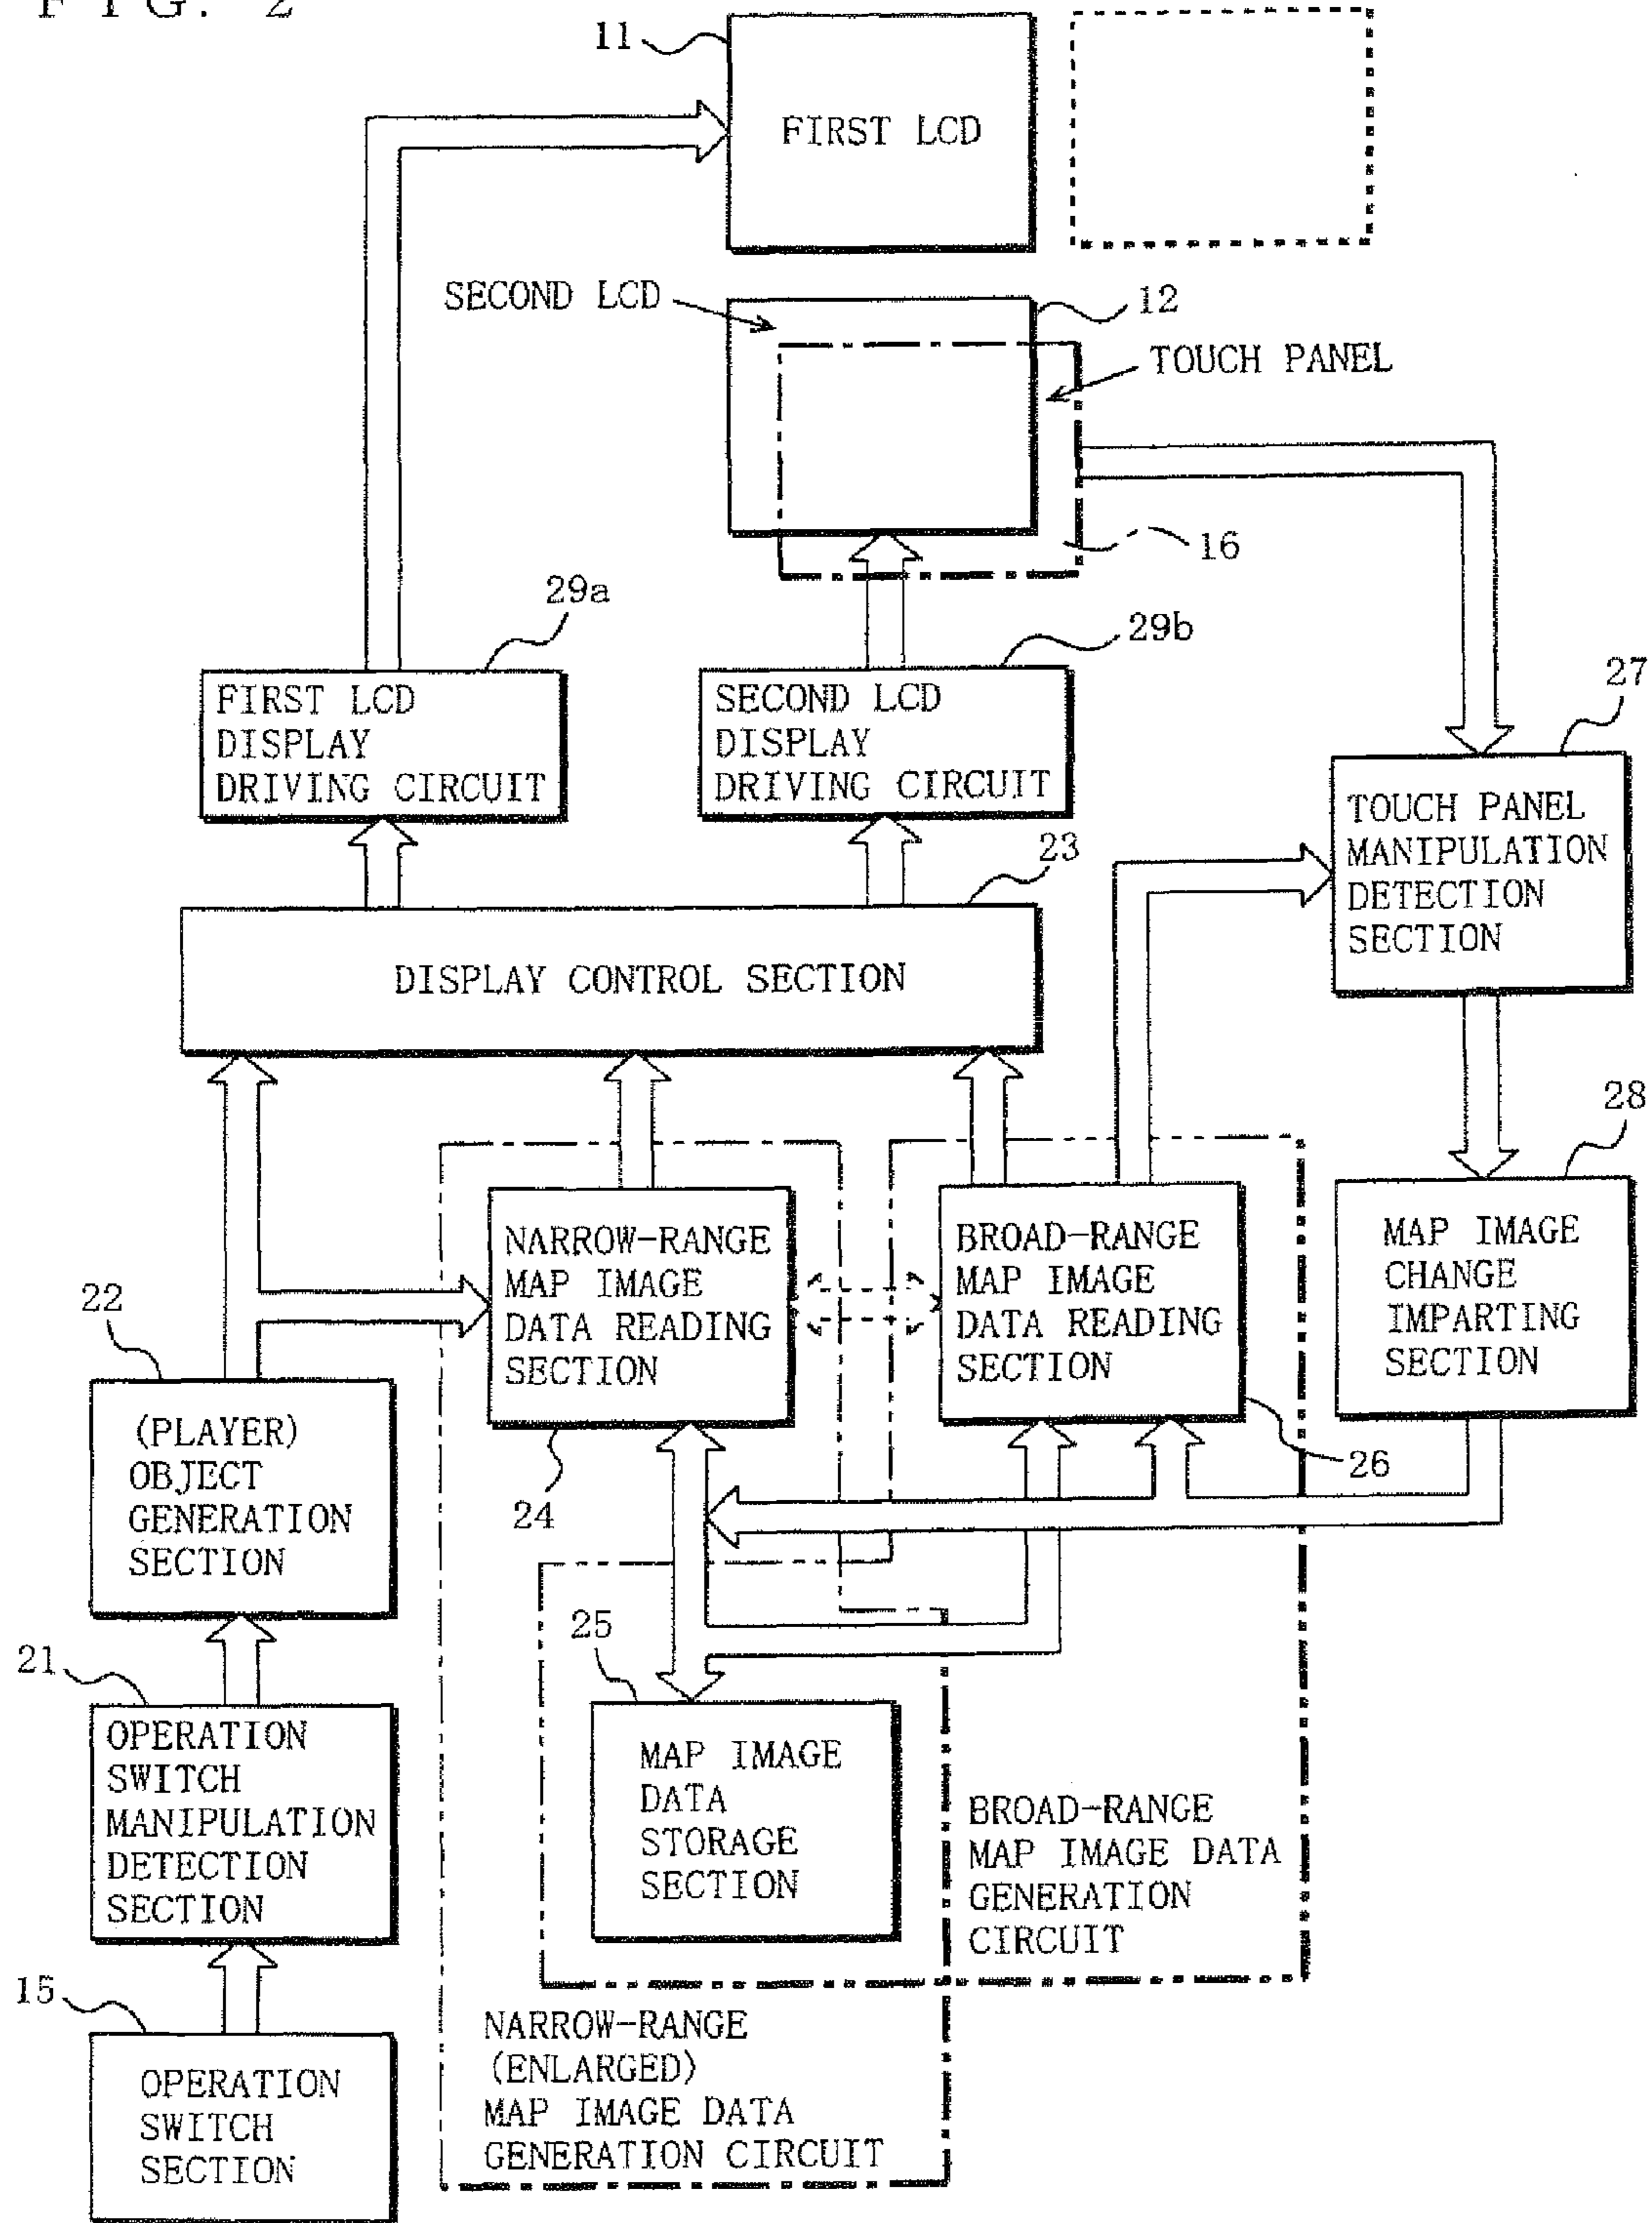 FIG. 2
11
FIRST LCD
SECOND LCD
12
TOUCH PANEL
16
29a
29b
FIRST LCD
DISPLAY
DRIVING CIRCUIT
SECOND LCD
DISPLAY
DRIVING CIRCUIT
27
TOUCH PANEL
MANIPULATION
DETECTION
SECTION
23
DISPLAY CONTROL SECTION
28
NARROW-RANGE
MAP IMAGE
DATA READING
SECTION
BROAD-RANGE
MAP IMAGE
DATA READING
SECTION
MAP IMAGE
CHANGE
IMPARTING
SECTION
22
(PLAYER)
OBJECT
GENERATION
SECTION
24
26
25
21
OPERATION
SWITCH
MANIPULATION
DETECTION
SECTION
MAP IMAGE
DATA
STORAGE
SECTION
BROAD-RANGE
MAP IMAGE DATA
GENERATION
CIRCUIT
15
OPERATION
SWITCH
SECTION
NARROW-RANGE
(ENLARGED)
MAP IMAGE DATA
GENERATION CIRCUIT